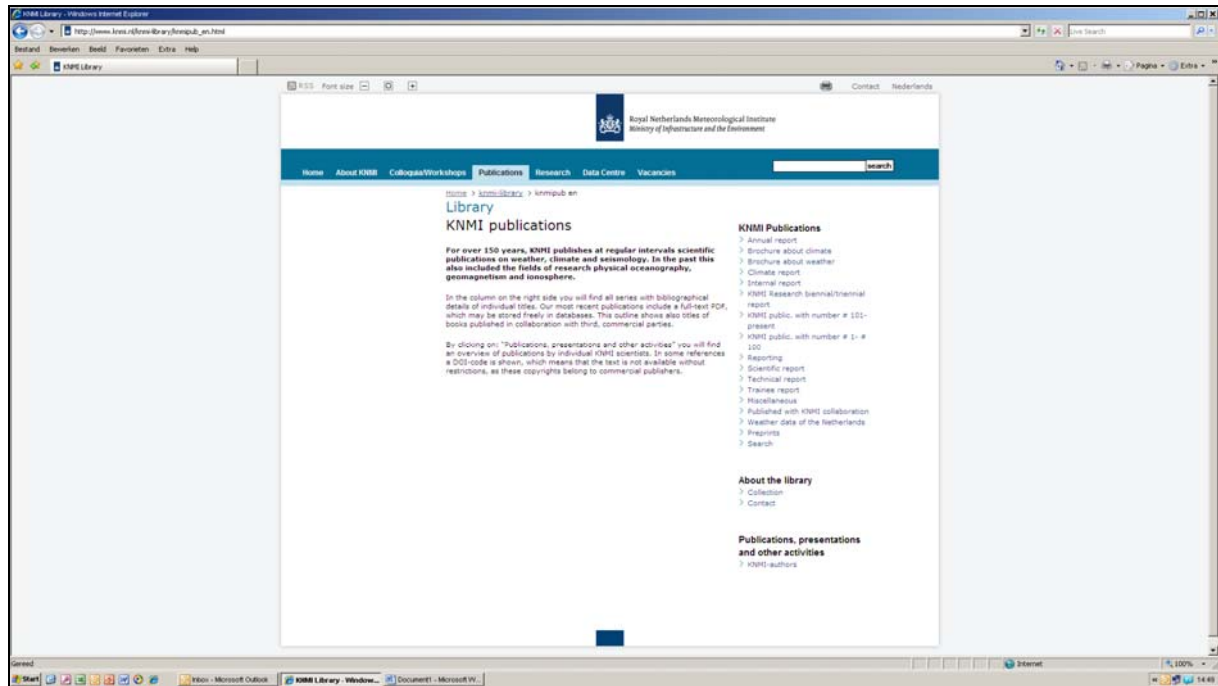 KNMI Library - Windows Internet Explorer
http://www.knmi.nl/knmi-library/knmipub_en.html
Live Search
Bestand Bewerken Beeld Favorieten Extra Help
KNMI Library
Pagina Extra
RSS Font size
Contact Nederlands
Royal Netherlands Meteorological Institute
Ministry of Infrastructure and the Environment
search
Home About KNMI Colloquia/Workshops Publications Research Data Centre Vacancies
Home > knmi-library > knmipub en
Library
KNMI publications
For over 150 years, KNMI publishes at regular intervals scientific
publications on weather, climate and seismology. In the past this
also included the fields of research physical oceanography,
geomagnetism and ionosphere.
In the column on the right side you will find all series with bibliographical
details of individual titles. Our most recent publications include a full-text PDF,
which may be stored freely in databases. This outline shows also titles of
books published in collaboration with third, commercial parties.
By clicking on: "Publications, presentations and other activities" you will find
an overview of publications by individual KNMI scientists. In some references
a DOI-code is shown, which means that the text is not available without
restrictions, as these copyrights belong to commercial publishers.
KNMI Publications
> Annual report
> Brochure about climate
> Brochure about weather
> Climate report
> Internal report
> KNMI Research biennial/triennial
report
> KNMI public. with number # 101-
present
> KNMI public. with number # 1- #
100
> Reporting
> Scientific report
> Technical report
> Trainee report
> Miscellaneous
> Published with KNMI collaboration
> Weather data of the Netherlands
> Preprints
> Search
About the library
> Collection
> Contact
Publications, presentations
and other activities
> KNMI-authors
Gereed
Internet
100%
Start
Inbox - Microsoft Outlook
KNMI Library - Window...
Document1 - Microsoft W...
14:45